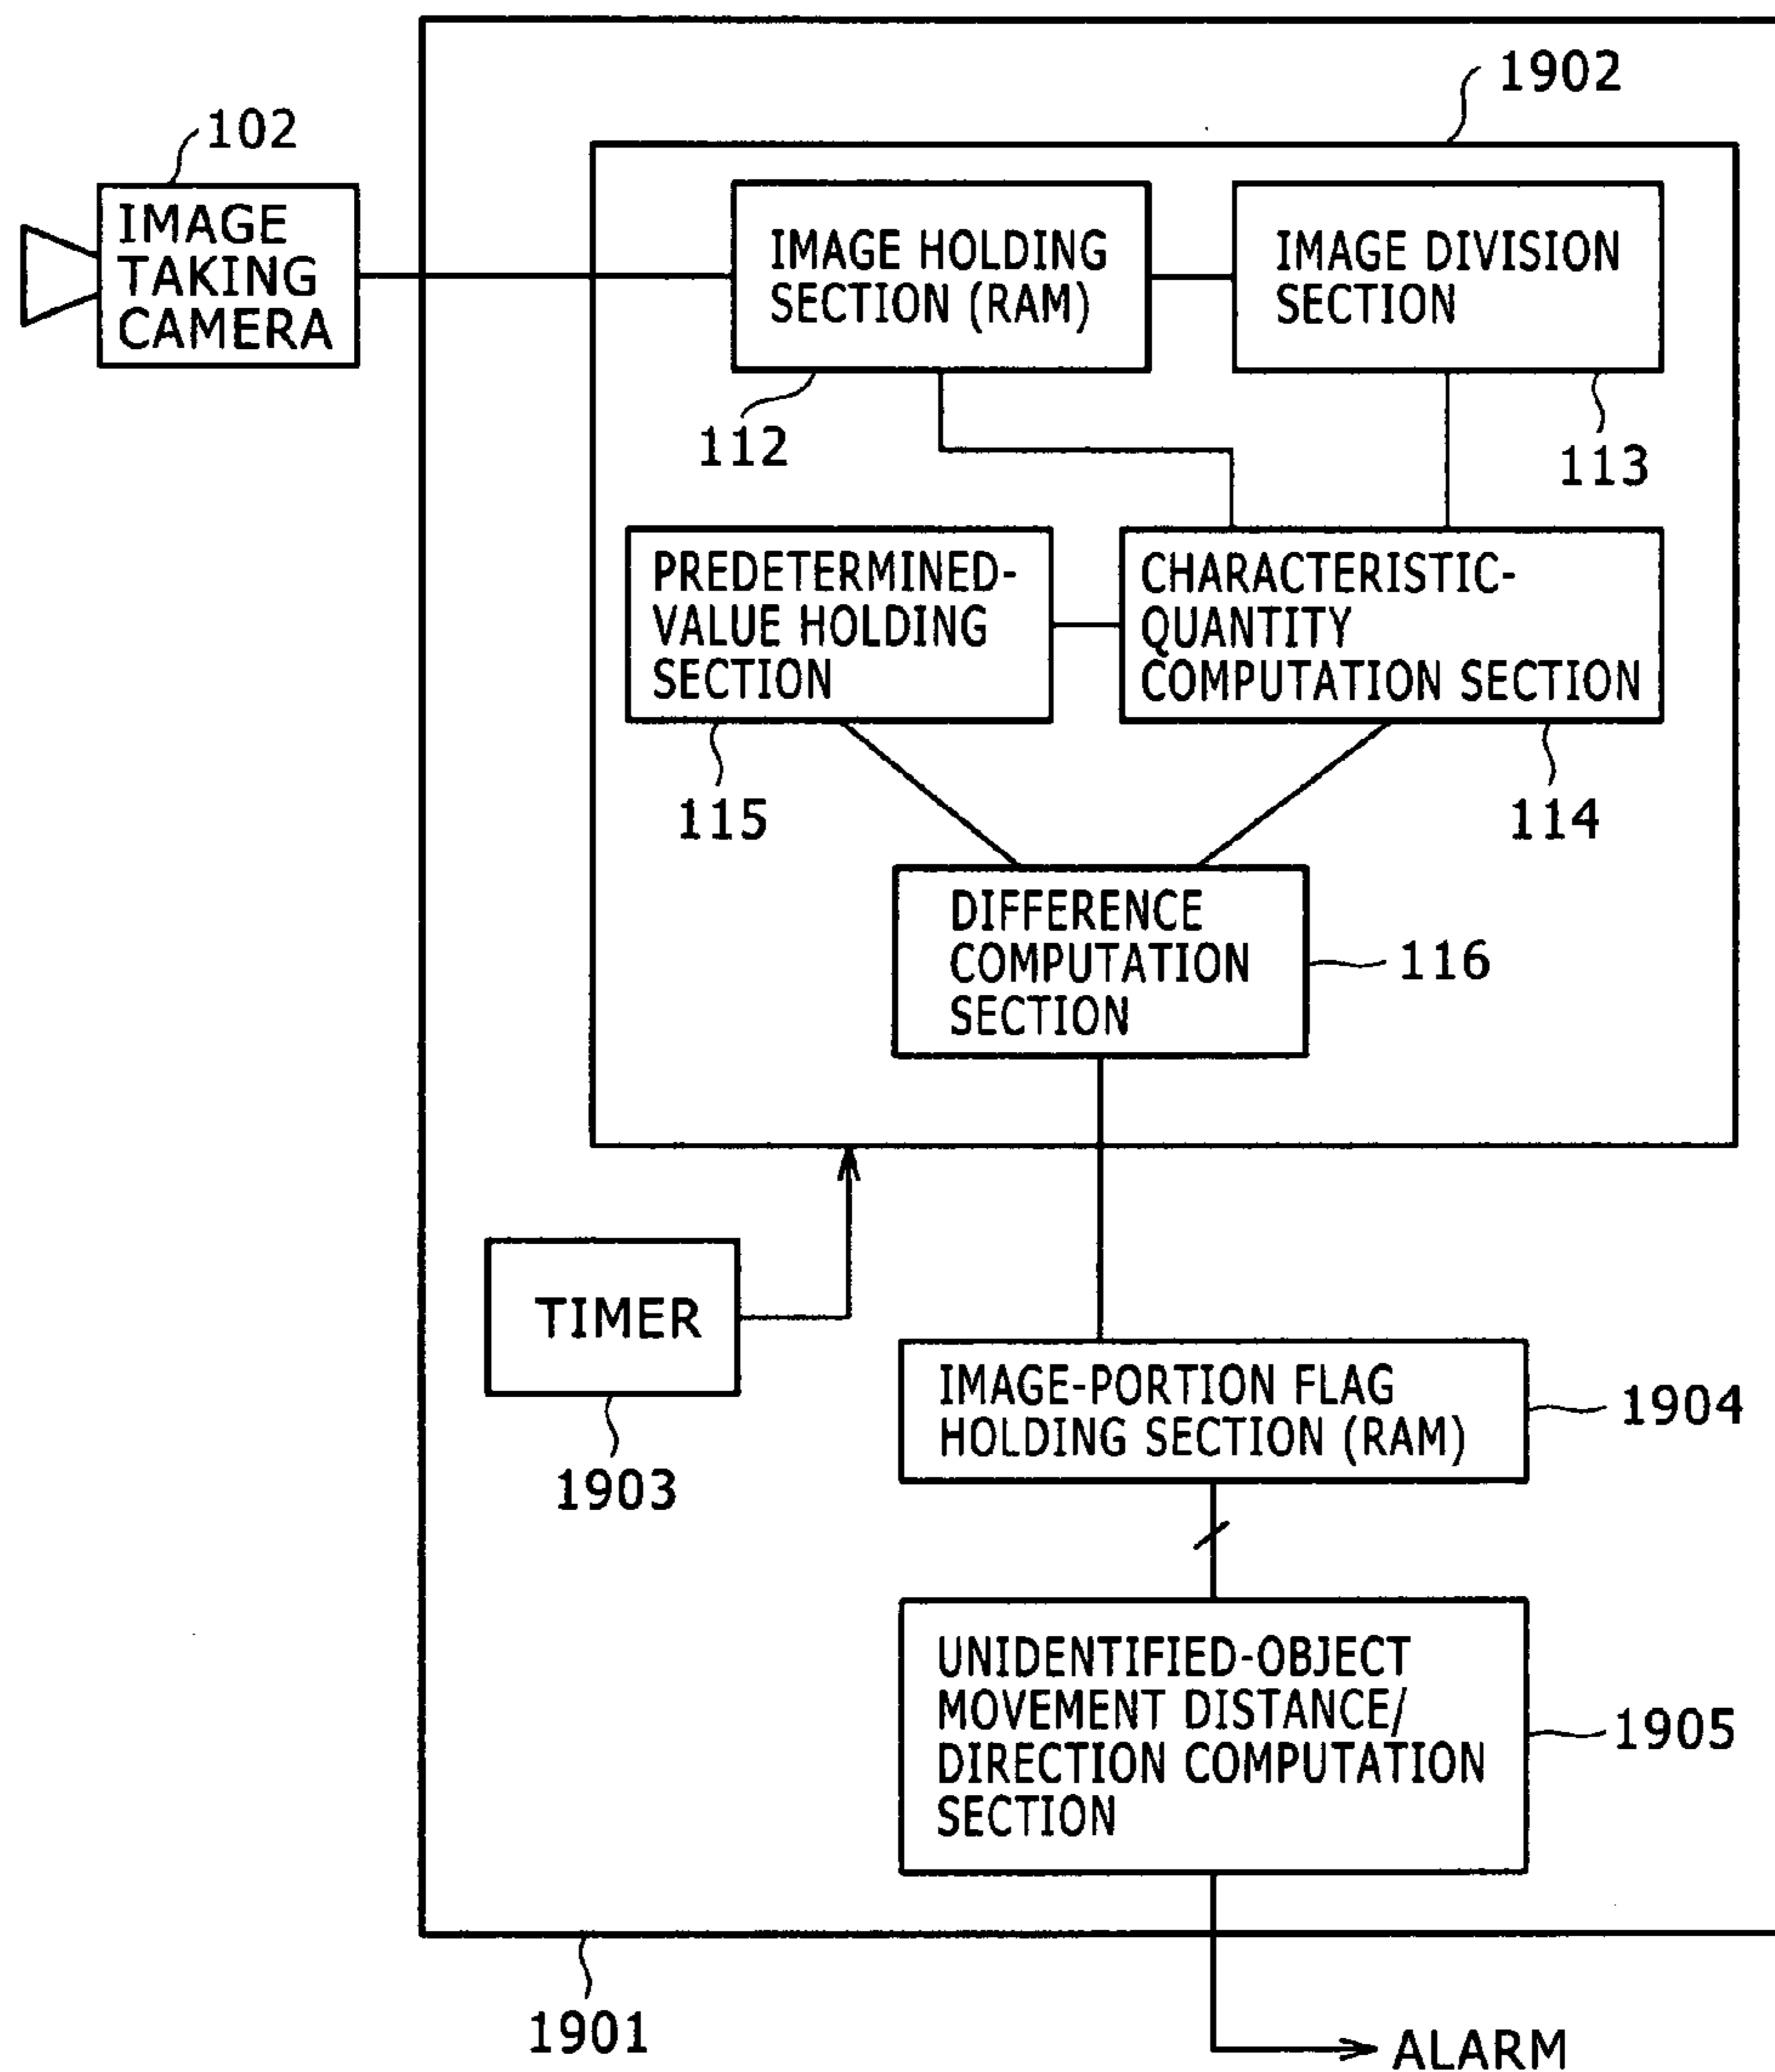 1902
102
IMAGE
TAKING
CAMERA
IMAGE HOLDING
SECTION (RAM)
IMAGE DIVISION
SECTION
112
113
PREDETERMINED-
VALUE HOLDING
SECTION
CHARACTERISTIC-
QUANTITY
COMPUTATION SECTION
115
114
DIFFERENCE
COMPUTATION
SECTION
116
TIMER
1903
IMAGE-PORTION FLAG
HOLDING SECTION (RAM)
1904
UNIDENTIFIED-OBJECT
MOVEMENT DISTANCE/
DIRECTION COMPUTATION
SECTION
1905
1901
ALARM